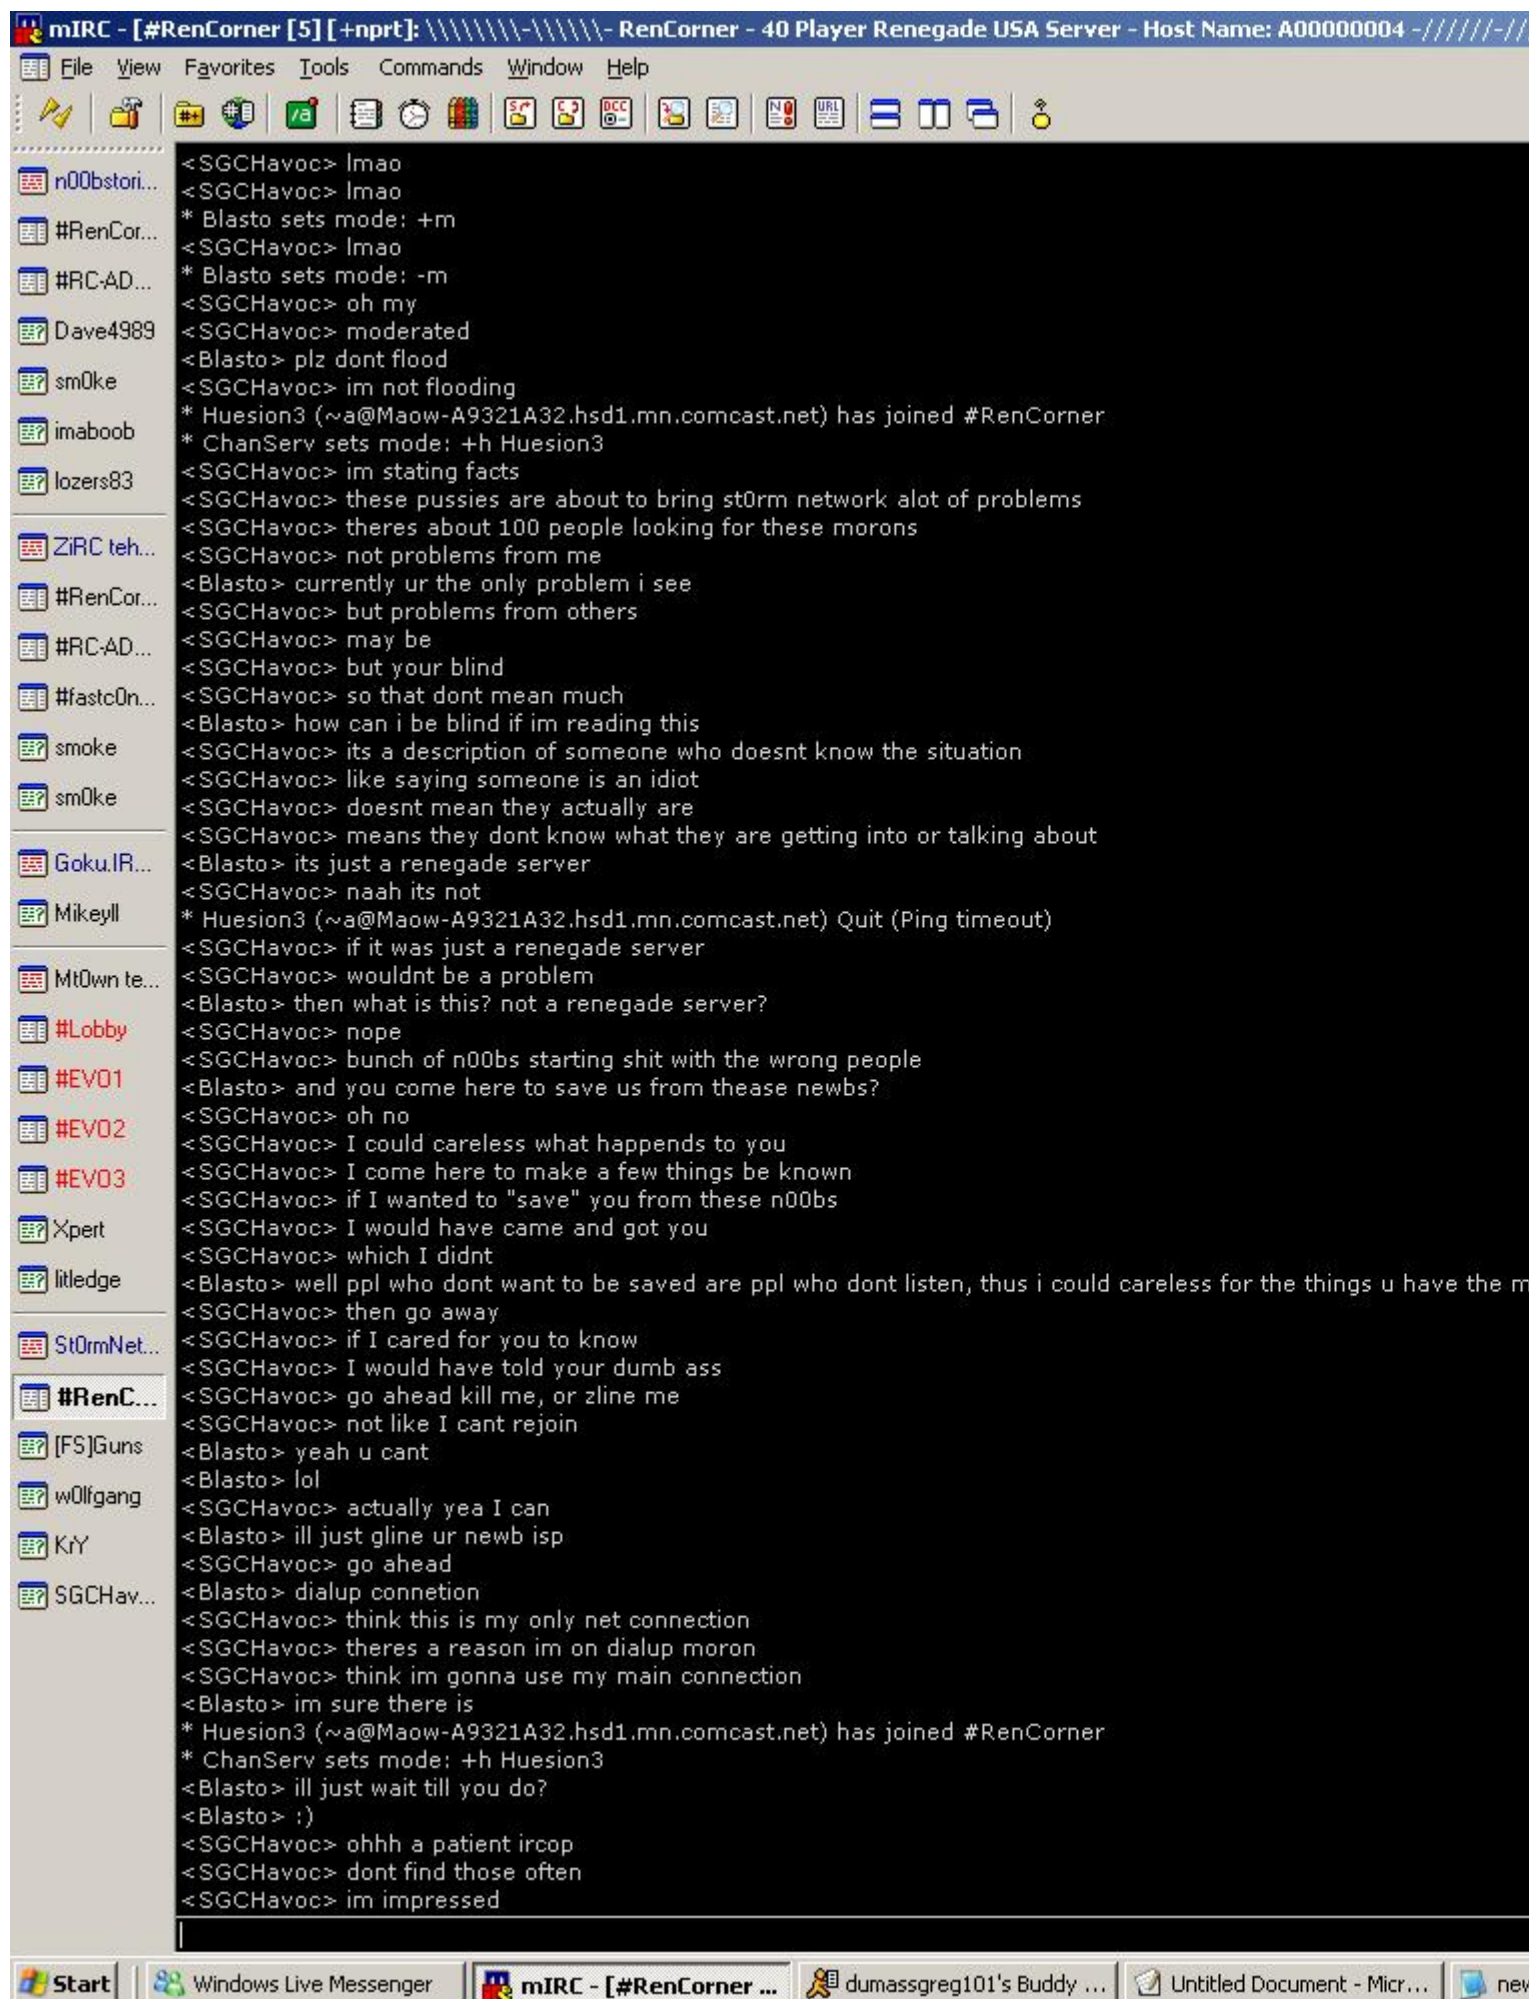 mIRC - [#RenCorner [5] [+nprt]: \\\\\\\\\-\\\\\\- RenCorner - 40 Player Renegade USA Server - Host Name: A00000004 -//////-//
File View Favorites Tools Commands Window Help
n00bstori...
#RenCor...
#RC-AD...
Dave4989
sm0ke
imaboob
lozers83
ZiRC teh...
#RenCor...
#RC-AD...
#fastc0n...
smoke
sm0ke
Goku.IR...
Mikeyll
Mt0wn te...
#Lobby
#EVO1
#EVO2
#EVO3
Xpert
litledge
St0rmNet...
#RenC...
[FS]Guns
w0lfgang
KrY
SGCHav...
<SGCHavoc> lmao
<SGCHavoc> lmao
* Blasto sets mode: +m
<SGCHavoc> lmao
* Blasto sets mode: -m
<SGCHavoc> oh my
<SGCHavoc> moderated
<Blasto> plz dont flood
<SGCHavoc> im not flooding
* Huesion3 (~a@Maow-A9321A32.hsd1.mn.comcast.net) has joined #RenCorner
* ChanServ sets mode: +h Huesion3
<SGCHavoc> im stating facts
<SGCHavoc> these pussies are about to bring st0rm network alot of problems
<SGCHavoc> theres about 100 people looking for these morons
<SGCHavoc> not problems from me
<Blasto> currently ur the only problem i see
<SGCHavoc> but problems from others
<SGCHavoc> may be
<SGCHavoc> but your blind
<SGCHavoc> so that dont mean much
<Blasto> how can i be blind if im reading this
<SGCHavoc> its a description of someone who doesnt know the situation
<SGCHavoc> like saying someone is an idiot
<SGCHavoc> doesnt mean they actually are
<SGCHavoc> means they dont know what they are getting into or talking about
<Blasto> its just a renegade server
<SGCHavoc> naah its not
* Huesion3 (~a@Maow-A9321A32.hsd1.mn.comcast.net) Quit (Ping timeout)
<SGCHavoc> if it was just a renegade server
<SGCHavoc> wouldnt be a problem
<Blasto> then what is this? not a renegade server?
<SGCHavoc> nope
<SGCHavoc> bunch of n00bs starting shit with the wrong people
<Blasto> and you come here to save us from thease newbs?
<SGCHavoc> oh no
<SGCHavoc> I could careless what happends to you
<SGCHavoc> I come here to make a few things be known
<SGCHavoc> if I wanted to "save" you from these n00bs
<SGCHavoc> I would have came and got you
<SGCHavoc> which I didnt
<Blasto> well ppl who dont want to be saved are ppl who dont listen, thus i could careless for the things u have the m
<SGCHavoc> then go away
<SGCHavoc> if I cared for you to know
<SGCHavoc> I would have told your dumb ass
<SGCHavoc> go ahead kill me, or zline me
<SGCHavoc> not like I cant rejoin
<Blasto> yeah u cant
<Blasto> lol
<SGCHavoc> actually yea I can
<Blasto> ill just gline ur newb isp
<SGCHavoc> go ahead
<Blasto> dialup connetion
<SGCHavoc> think this is my only net connection
<SGCHavoc> theres a reason im on dialup moron
<SGCHavoc> think im gonna use my main connection
<Blasto> im sure there is
* Huesion3 (~a@Maow-A9321A32.hsd1.mn.comcast.net) has joined #RenCorner
* ChanServ sets mode: +h Huesion3
<Blasto> ill just wait till you do?
<Blasto> :)
<SGCHavoc> ohhh a patient ircop
<SGCHavoc> dont find those often
<SGCHavoc> im impressed
Start Windows Live Messenger mIRC - [#RenCorner ... dumassgreg101's Buddy ... Untitled Document - Micr... new